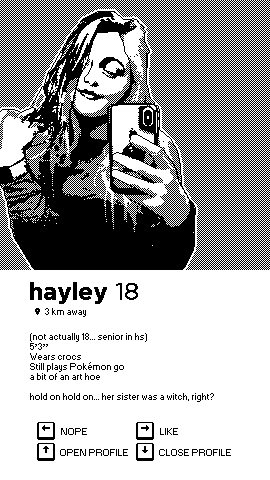 hayley 18
3 km away
(not actually 18... senior in hs)
5'3"
Wears crocs
Still plays Pokémon go
a bit of an art hoe
hold on hold on... her sister was a witch, right?
← NOPE → LIKE
↑ OPEN PROFILE ↓ CLOSE PROFILE